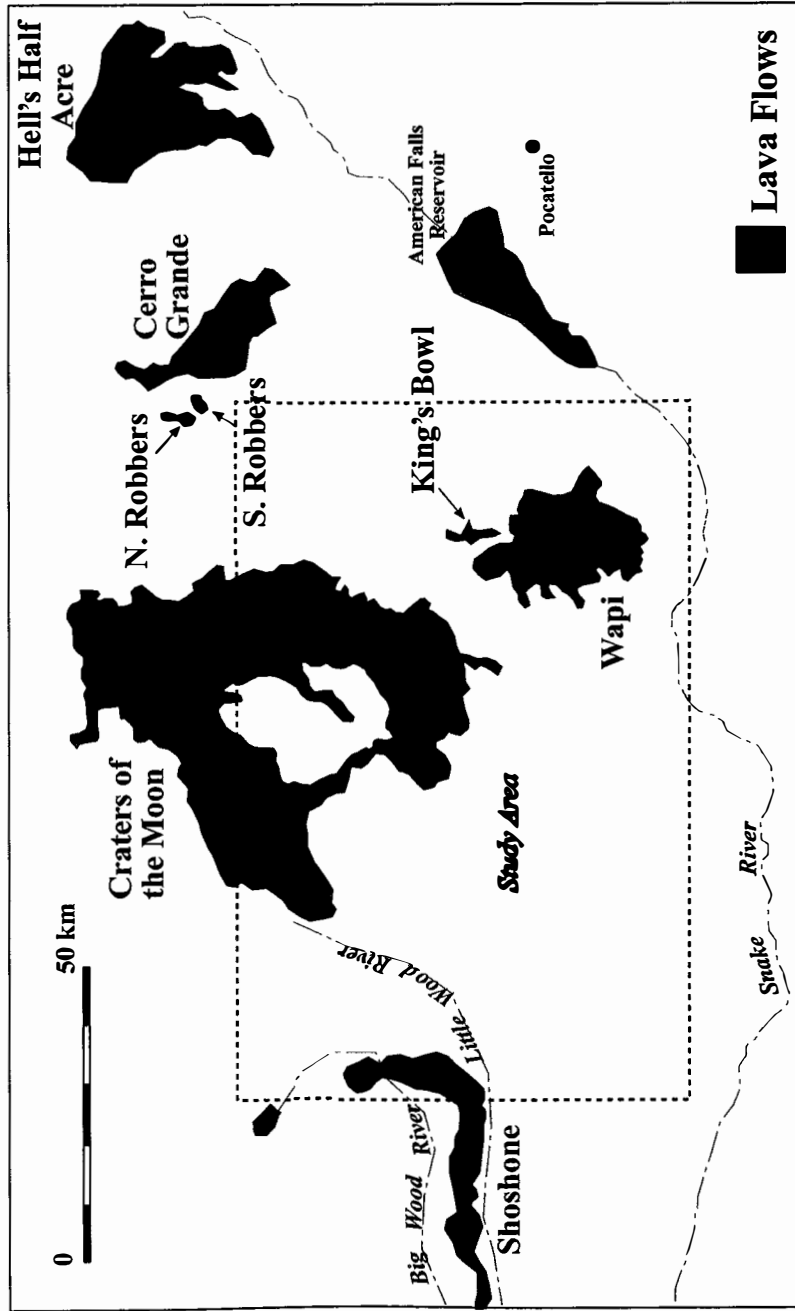 0
50 km
Craters of
the Moon
N. Robbers
S. Robbers
Cerro
Grande
Hell's Half
Acre
Big Wood River
Little Wood River
Shoshone
Study Area
King's Bowl
Wapi
American Falls
Reservoir
Pocatello
Snake River
Lava Flows